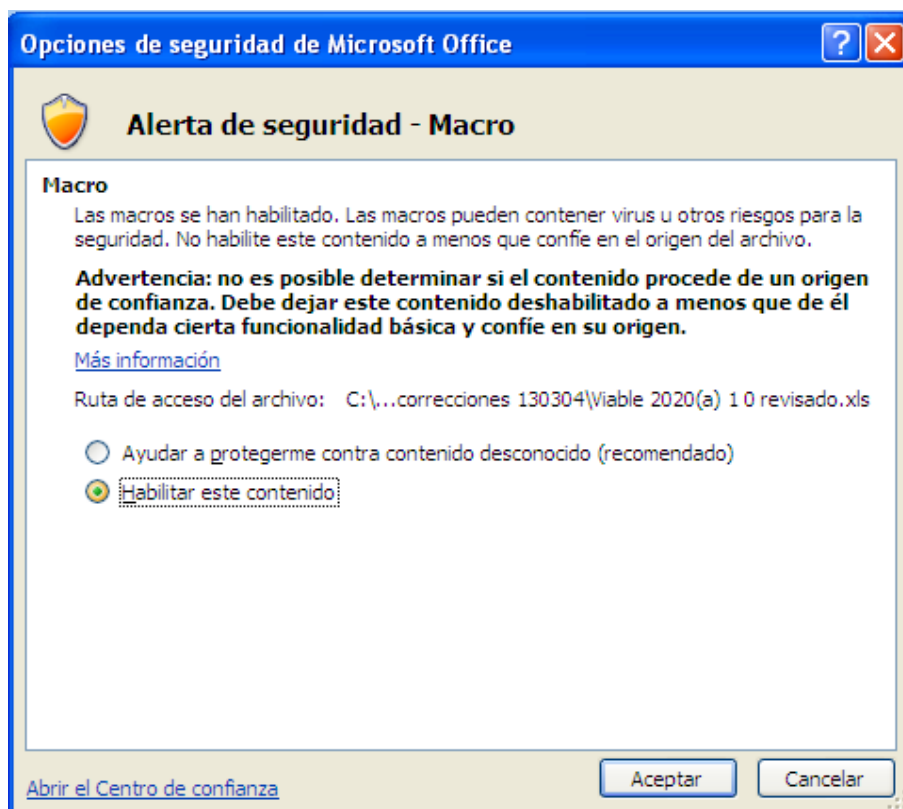 Opciones de seguridad de Microsoft Office
Alerta de seguridad - Macro
Macro
Las macros se han habilitado. Las macros pueden contener virus u otros riesgos para la
seguridad. No habilite este contenido a menos que confíe en el origen del archivo.
Advertencia: no es posible determinar si el contenido procede de un origen
de confianza. Debe dejar este contenido deshabilitado a menos que de él
dependa cierta funcionalidad básica y confíe en su origen.
Más información
Ruta de acceso del archivo: C:\...correcciones 130304\Viable 2020(a) 1 0 revisado.xls
Ayudar a protegerme contra contenido desconocido (recomendado)
Habilitar este contenido
Abrir el Centro de confianza
Aceptar
Cancelar